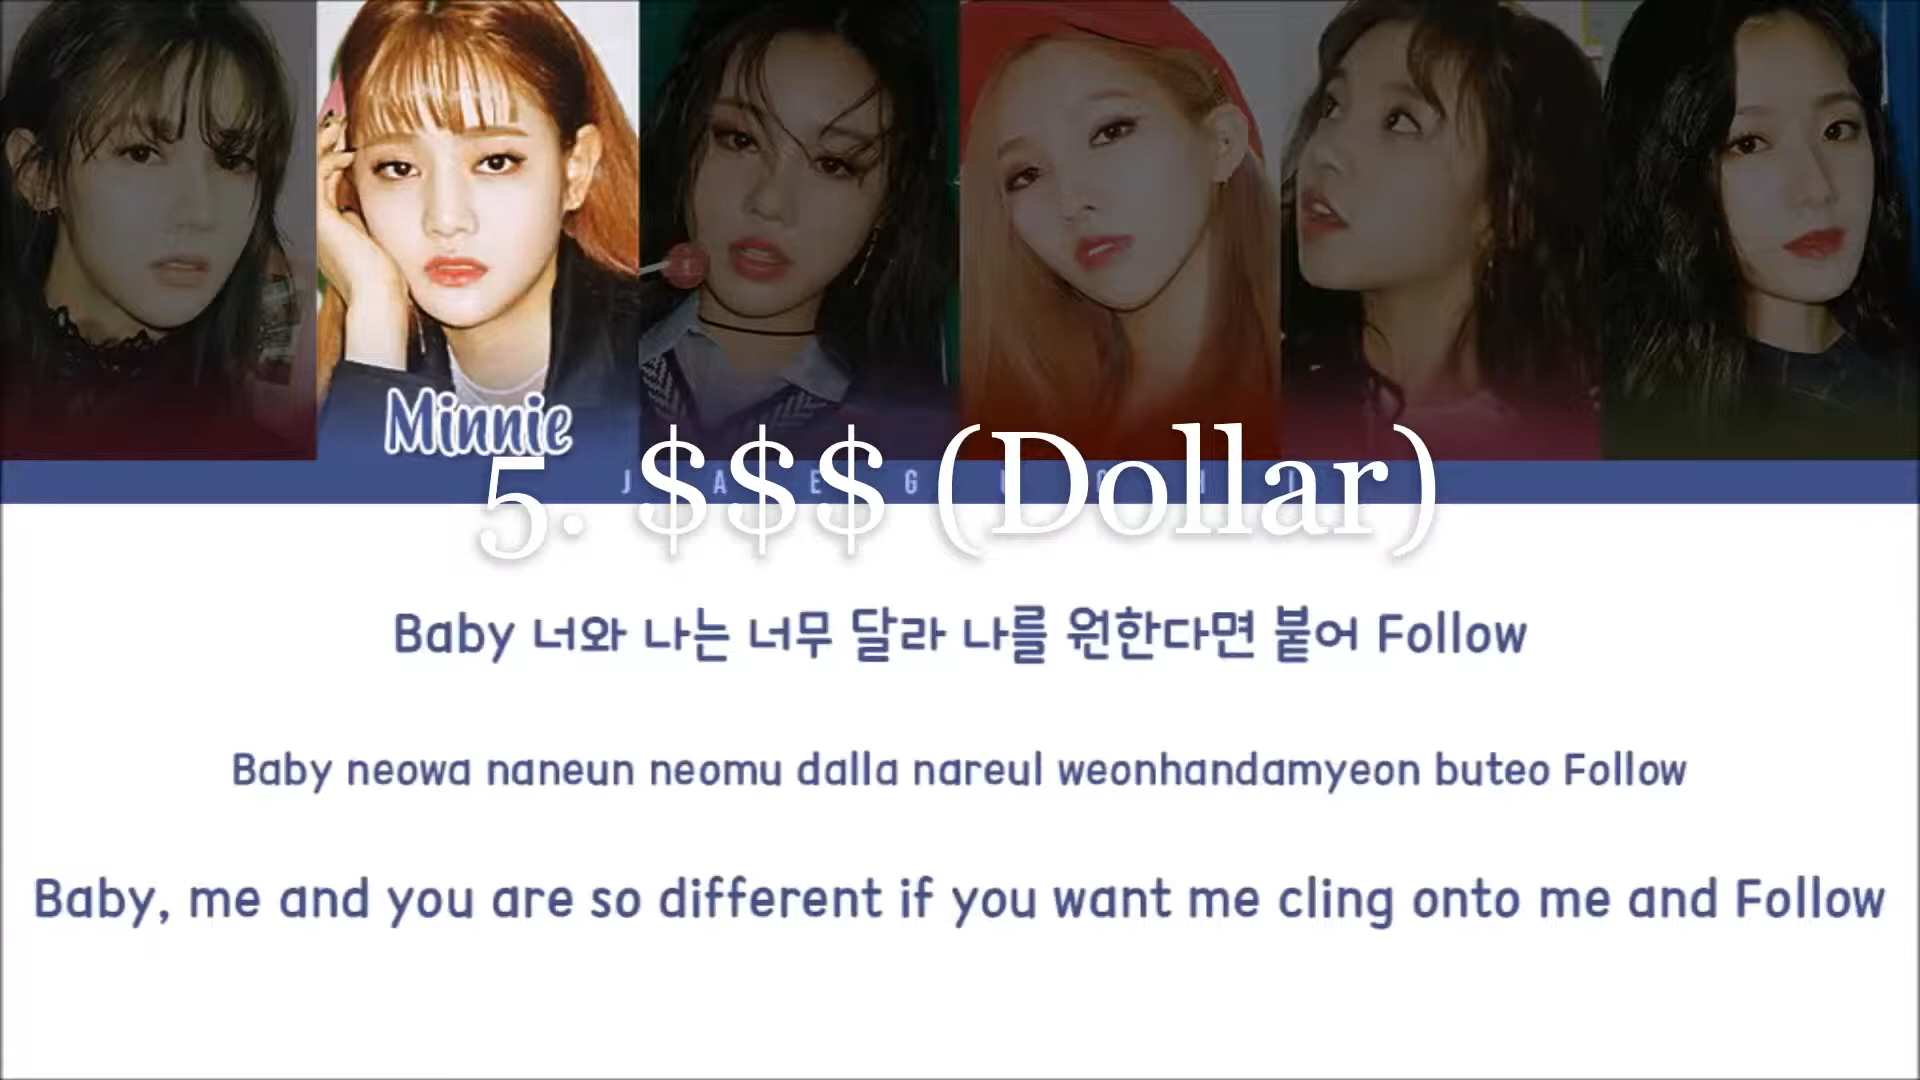 Minnie
5. $$$ (Dollar)
J A E G U C H I
Baby 너와 나는 너무 달라 나를 원한다면 붙어 Follow
Baby neowa naneun neomu dalla nareul weonhandamyeon buteo Follow
Baby, me and you are so different if you want me cling onto me and Follow